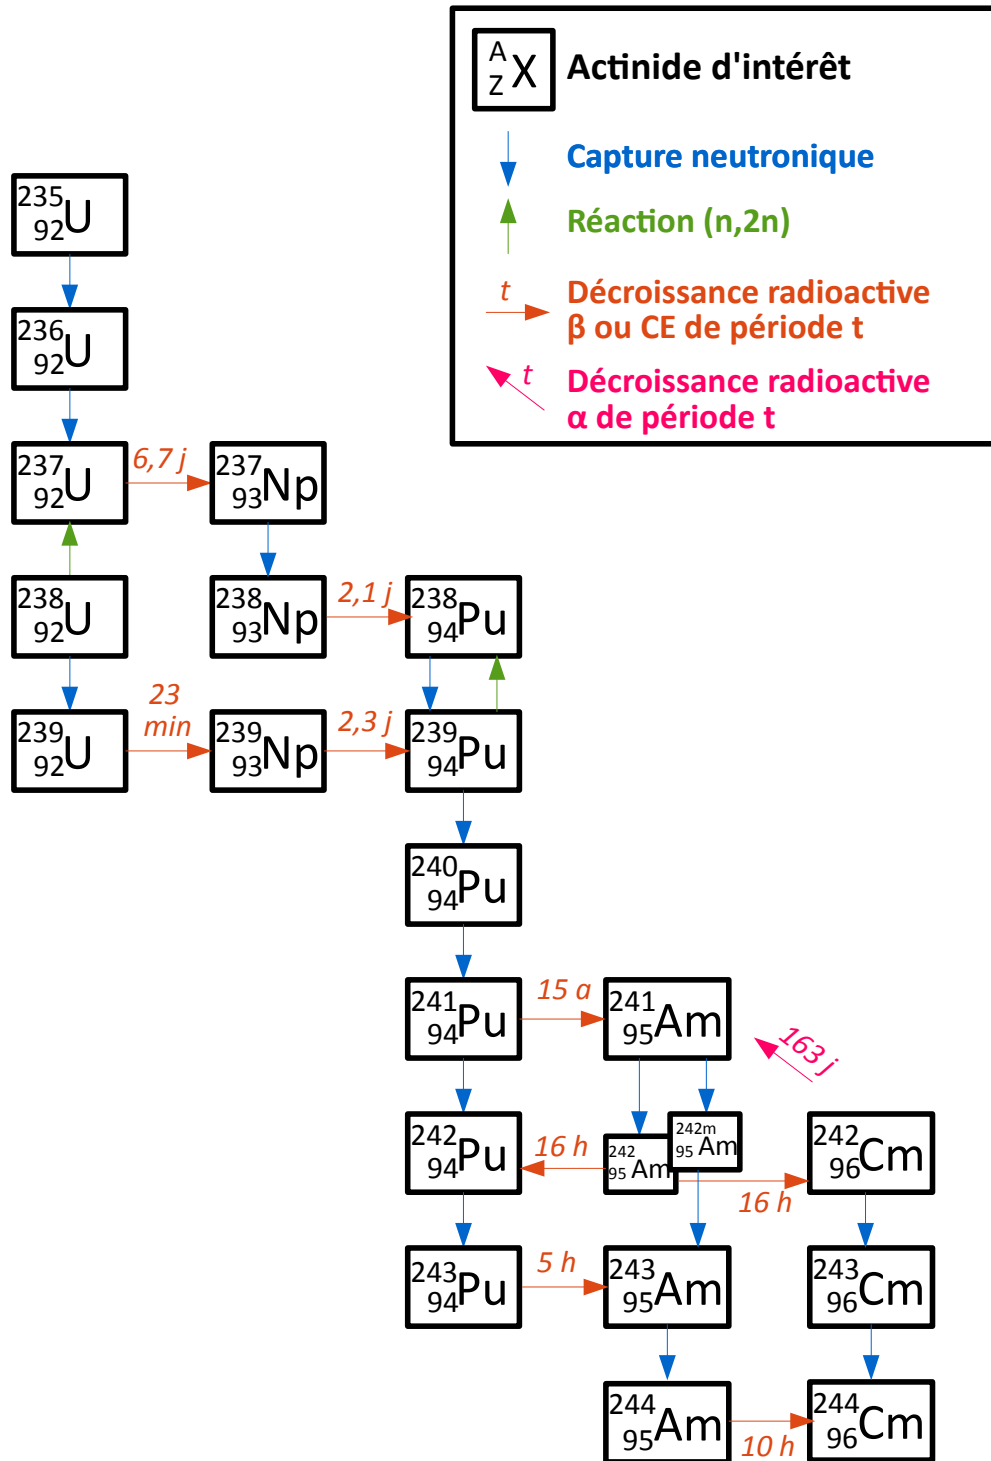 A
Z X Actinide d'intérêt
Capture neutronique
Réaction (n,2n)
t Décroissance radioactive
β ou CE de période t
t Décroissance radioactive
α de période t
235
92 U
236
92 U
237
92 U
6,7 j
237
93 Np
238
92 U
238
93 Np
2,1 j
238
94 Pu
239
92 U
23
min
239
93 Np
2,3 j
239
94 Pu
240
94 Pu
241
94 Pu
15 a
241
95 Am
163 j
242
94 Pu
16 h
242
95 Am
242m
95 Am
16 h
242
96 Cm
243
94 Pu
5 h
243
95 Am
243
96 Cm
244
95 Am
10 h
244
96 Cm